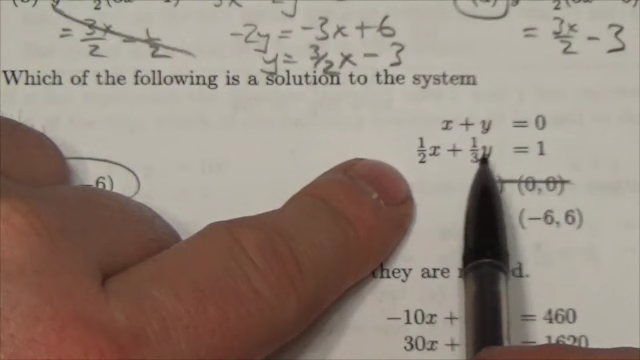 -2y = -3x + 6
= 3x/2 - 1/2
y = 3/2x - 3
= 3x/2 - 3
Which of the following is a solution to the system
x + y = 0
1/2x + 1/3y = 1
-6)
(0, 0)
(-6, 6)
they are
-10x + = 460
30x + = 1620